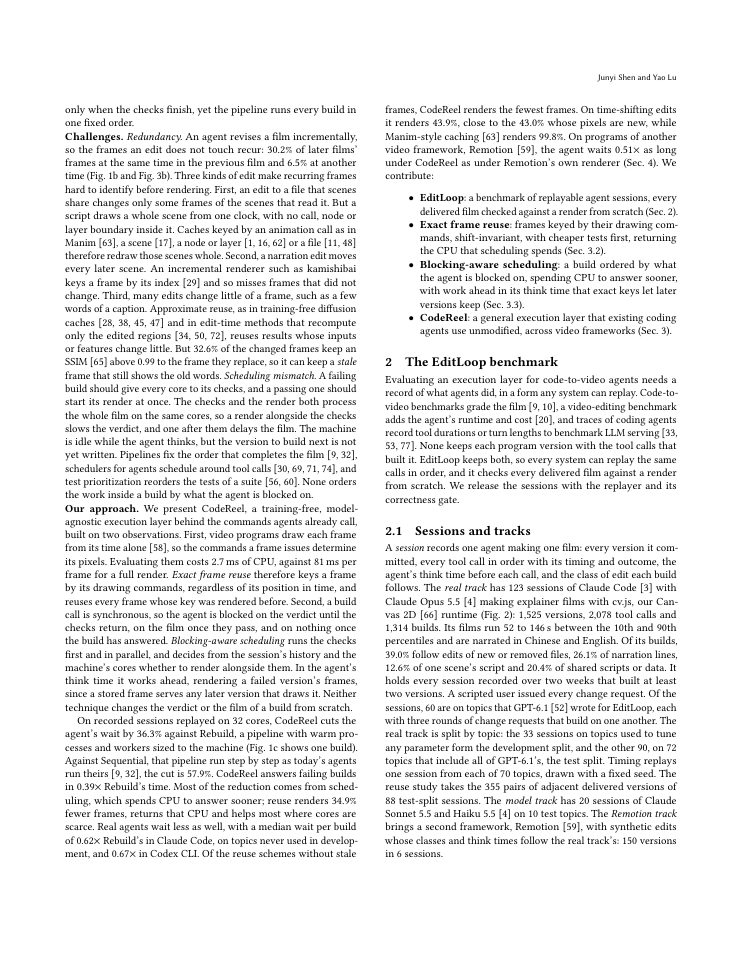 Junyi Shen and Yao Lu
only when the checks finish, yet the pipeline runs every build in
one fixed order.
Challenges. Redundancy. An agent revises a film incrementally,
so the frames an edit does not touch recur: 30.2% of later films'
frames at the same time in the previous film and 6.5% at another
time (Fig. 1b and Fig. 3b). Three kinds of edit make recurring frames
hard to identify before rendering. First, an edit to a file that scenes
share changes only some frames of the scenes that read it. But a
script draws a whole scene from one clock, with no call, node or
layer boundary inside it. Caches keyed by an animation call as in
Manim [63], a scene [17], a node or layer [1, 16, 62] or a file [11, 48]
therefore redraw those scenes whole. Second, a narration edit moves
every later scene. An incremental renderer such as kamishibai
keys a frame by its index [29] and so misses frames that did not
change. Third, many edits change little of a frame, such as a few
words of a caption. Approximate reuse, as in training-free diffusion
caches [28, 38, 45, 47] and in edit-time methods that recompute
only the edited regions [34, 50, 72], reuses results whose inputs
or features change little. But 32.6% of the changed frames keep an
SSIM [65] above 0.99 to the frame they replace, so it can keep a stale
frame that still shows the old words. Scheduling mismatch. A failing
build should give every core to its checks, and a passing one should
start its render at once. The checks and the render both process
the whole film on the same cores, so a render alongside the checks
slows the verdict, and one after them delays the film. The machine
is idle while the agent thinks, but the version to build next is not
yet written. Pipelines fix the order that completes the film [9, 32],
schedulers for agents schedule around tool calls [30, 69, 71, 74], and
test prioritization reorders the tests of a suite [56, 60]. None orders
the work inside a build by what the agent is blocked on.
Our approach. We present CodeReel, a training-free, model-
agnostic execution layer behind the commands agents already call,
built on two observations. First, video programs draw each frame
from its time alone [58], so the commands a frame issues determine
its pixels. Evaluating them costs 2.7 ms of CPU, against 81 ms per
frame for a full render. Exact frame reuse therefore keys a frame
by its drawing commands, regardless of its position in time, and
reuses every frame whose key was rendered before. Second, a build
call is synchronous, so the agent is blocked on the verdict until the
checks return, on the film once they pass, and on nothing once
the build has answered. Blocking-aware scheduling runs the checks
first and in parallel, and decides from the session's history and the
machine's cores whether to render alongside them. In the agent's
think time it works ahead, rendering a failed version's frames,
since a stored frame serves any later version that draws it. Neither
technique changes the verdict or the film of a build from scratch.
On recorded sessions replayed on 32 cores, CodeReel cuts the
agent's wait by 36.3% against Rebuild, a pipeline with warm pro-
cesses and workers sized to the machine (Fig. 1c shows one build).
Against Sequential, that pipeline run step by step as today's agents
run theirs [9, 32], the cut is 57.9%. CodeReel answers failing builds
in 0.39× Rebuild's time. Most of the reduction comes from sched-
uling, which spends CPU to answer sooner; reuse renders 34.9%
fewer frames, returns that CPU and helps most where cores are
scarce. Real agents wait less as well, with a median wait per build
of 0.62× Rebuild's in Claude Code, on topics never used in develop-
ment, and 0.67× in Codex CLI. Of the reuse schemes without stale
frames, CodeReel renders the fewest frames. On time-shifting edits
it renders 43.9%, close to the 43.0% whose pixels are new, while
Manim-style caching [63] renders 99.8%. On programs of another
video framework, Remotion [59], the agent waits 0.51× as long
under CodeReel as under Remotion's own renderer (Sec. 4). We
contribute:
• EditLoop: a benchmark of replayable agent sessions, every
delivered film checked against a render from scratch (Sec. 2).
• Exact frame reuse: frames keyed by their drawing com-
mands, shift-invariant, with cheaper tests first, returning
the CPU that scheduling spends (Sec. 3.2).
• Blocking-aware scheduling: a build ordered by what
the agent is blocked on, spending CPU to answer sooner,
with work ahead in its think time that exact keys let later
versions keep (Sec. 3.3).
• CodeReel: a general execution layer that existing coding
agents use unmodified, across video frameworks (Sec. 3).
2 The EditLoop benchmark
Evaluating an execution layer for code-to-video agents needs a
record of what agents did, in a form any system can replay. Code-to-
video benchmarks grade the film [9, 10], a video-editing benchmark
adds the agent's runtime and cost [20], and traces of coding agents
record tool durations or turn lengths to benchmark LLM serving [33,
53, 77]. None keeps each program version with the tool calls that
built it. EditLoop keeps both, so every system can replay the same
calls in order, and it checks every delivered film against a render
from scratch. We release the sessions with the replayer and its
correctness gate.
2.1 Sessions and tracks
A session records one agent making one film: every version it com-
mitted, every tool call in order with its timing and outcome, the
agent's think time before each call, and the class of edit each build
follows. The real track has 123 sessions of Claude Code [3] with
Claude Opus 5.5 [4] making explainer films with cv.js, our Can-
vas 2D [66] runtime (Fig. 2): 1,525 versions, 2,078 tool calls and
1,314 builds. Its films run 52 to 146 s between the 10th and 90th
percentiles and are narrated in Chinese and English. Of its builds,
39.0% follow edits of new or removed files, 26.1% of narration lines,
12.6% of one scene's script and 20.4% of shared scripts or data. It
holds every session recorded over two weeks that built at least
two versions. A scripted user issued every change request. Of the
sessions, 60 are on topics that GPT-6.1 [52] wrote for EditLoop, each
with three rounds of change requests that build on one another. The
real track is split by topic: the 33 sessions on topics used to tune
any parameter form the development split, and the other 90, on 72
topics that include all of GPT-6.1's, the test split. Timing replays
one session from each of 70 topics, drawn with a fixed seed. The
reuse study takes the 355 pairs of adjacent delivered versions of
88 test-split sessions. The model track has 20 sessions of Claude
Sonnet 5.5 and Haiku 5.5 [4] on 10 test topics. The Remotion track
brings a second framework, Remotion [59], with synthetic edits
whose classes and think times follow the real track's: 150 versions
in 6 sessions.